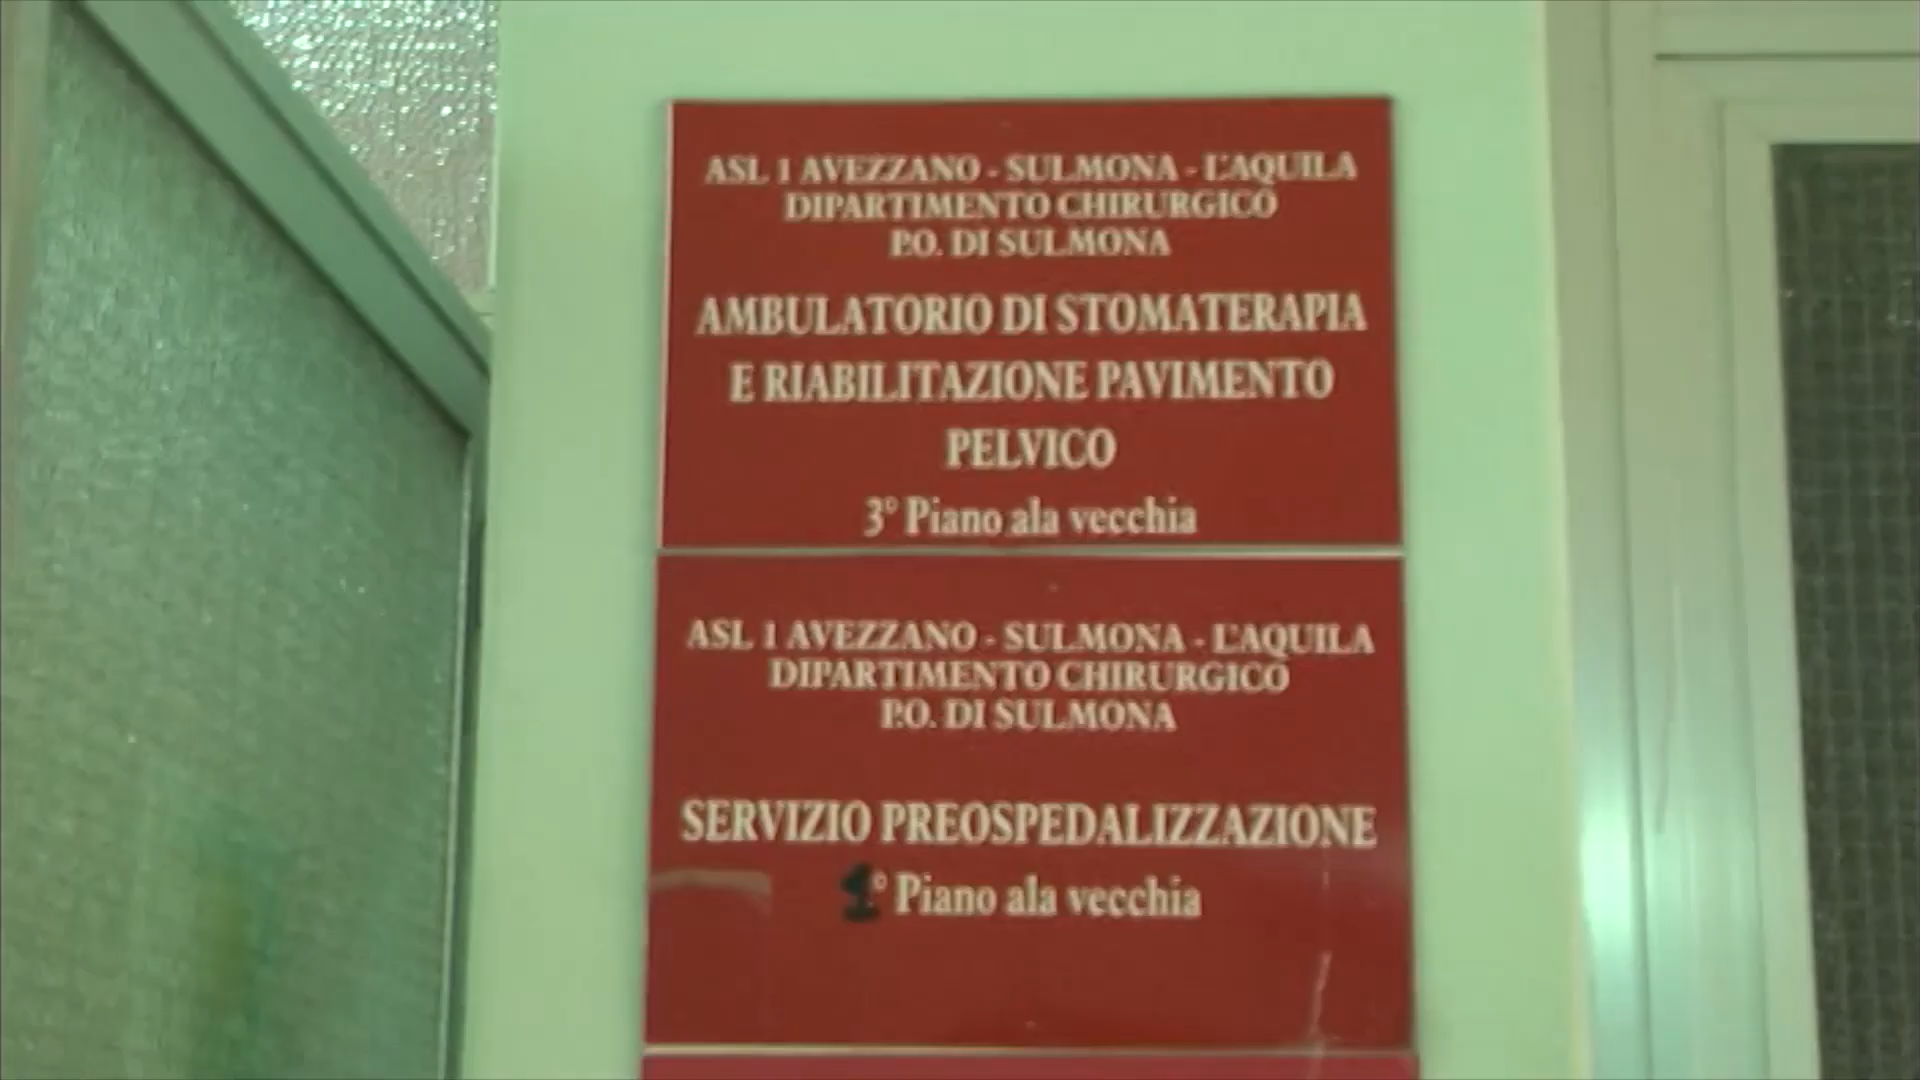 ASL 1 AVEZZANO - SULMONA - L'AQUILA
DIPARTIMENTO CHIRURGICO
P.O. DI SULMONA
AMBULATORIO DI STOMATERAPIA
E RIABILITAZIONE PAVIMENTO
PELVICO
3° Piano ala vecchia
ASL 1 AVEZZANO - SULMONA - L'AQUILA
DIPARTIMENTO CHIRURGICO
P.O. DI SULMONA
SERVIZIO PREOSPEDALIZZAZIONE
1° Piano ala vecchia